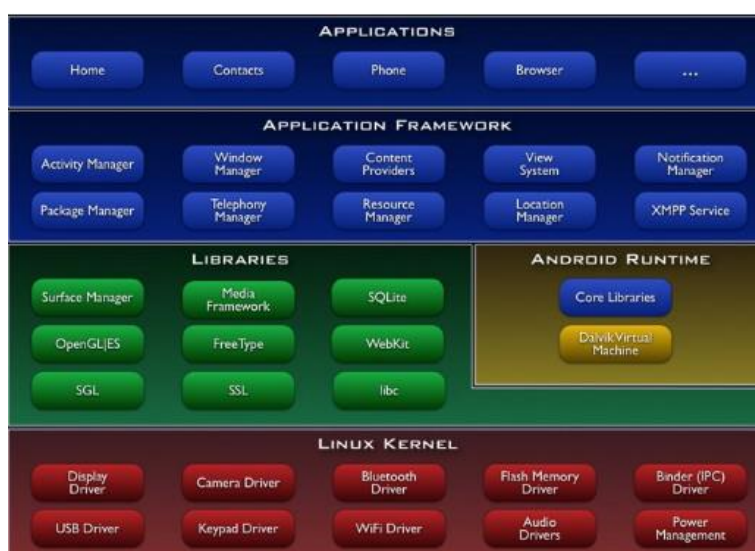 APPLICATIONS
Home
Contacts
Phone
Browser
...
APPLICATION FRAMEWORK
Activity Manager
Window
Manager
Content
Providers
View
System
Notification
Manager
Package Manager
Telephony
Manager
Resource
Manager
Location
Manager
XMPP Service
LIBRARIES
Surface Manager
Media
Framework
SQLite
OpenGL|ES
FreeType
WebKit
SGL
SSL
libc
ANDROID RUNTIME
Core Libraries
Dalvik Virtual
Machine
LINUX KERNEL
Display
Driver
Camera Driver
Bluetooth
Driver
Flash Memory
Driver
Binder (IPC)
Driver
USB Driver
Keypad Driver
WiFi Driver
Audio
Drivers
Power
Management